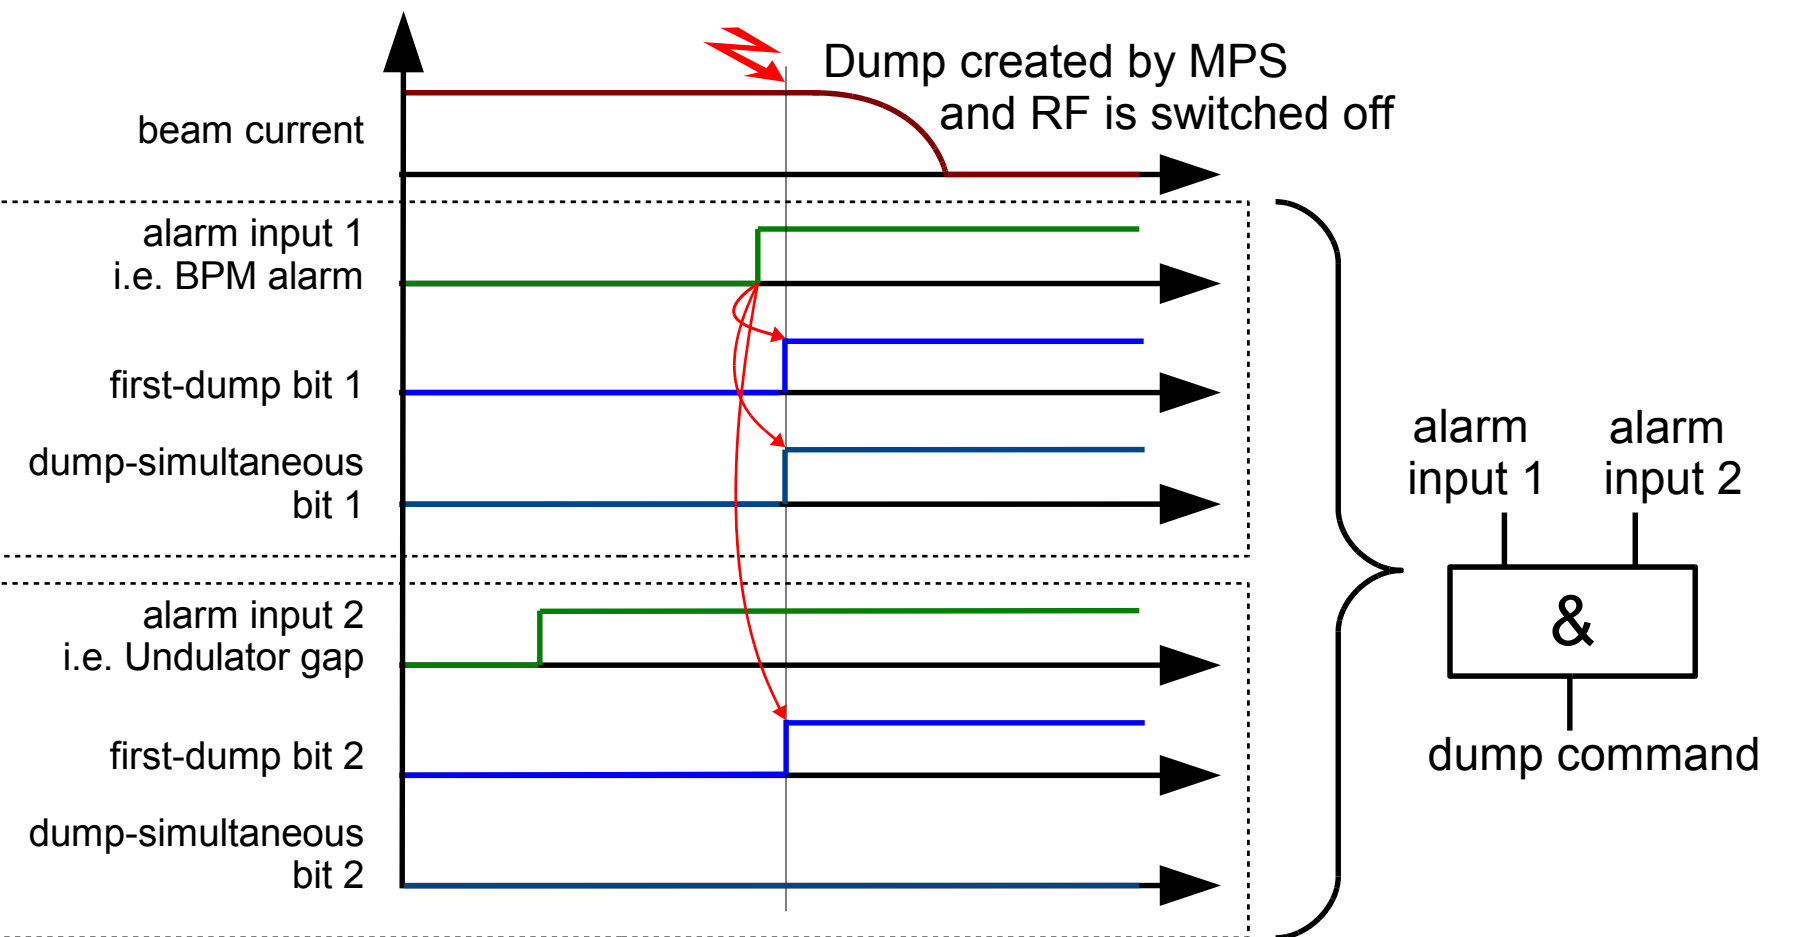 Dump created by MPS
and RF is switched off
beam current
alarm input 1
i.e. BPM alarm
first-dump bit 1
dump-simultaneous
bit 1
alarm input 2
i.e. Undulator gap
first-dump bit 2
dump-simultaneous
bit 2
alarm alarm
input 1 input 2
&
dump command